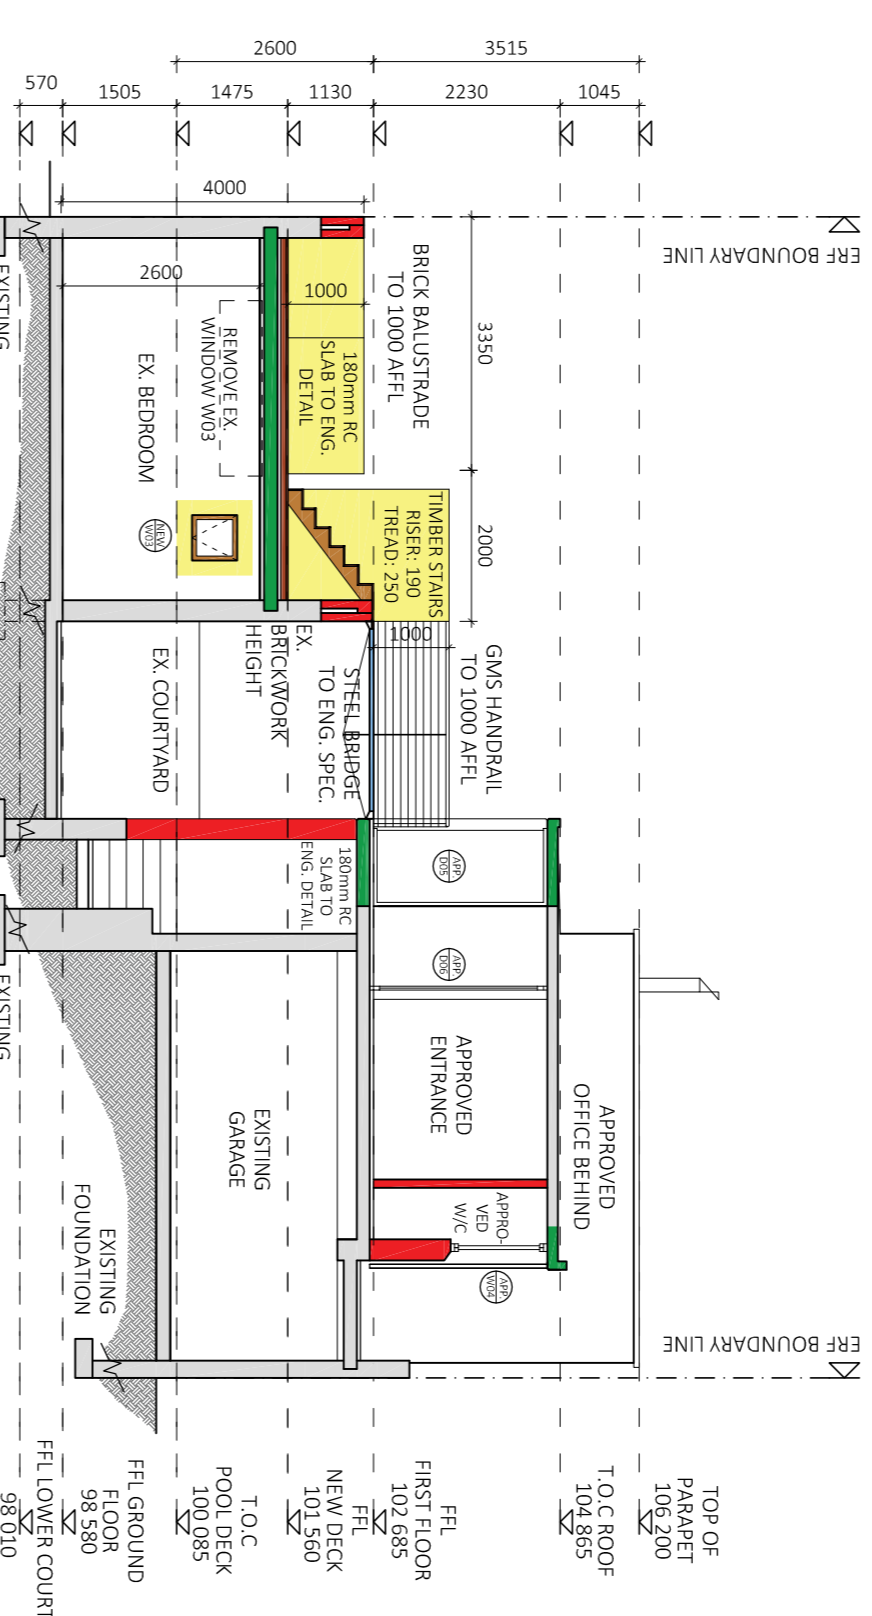 2600
3515
570
1505
1475
1130
2230
1045
4000
ERF BOUNDARY LINE
2600
1000
BRICK BALUSTRADE
TO 1000 AFFL
3350
REMOVE EX.
WINDOW W03
180mm RC
SLAB TO ENG.
DETAIL
EX. BEDROOM
NEW
W03
TIMBER STAIRS
RISER: 190
TREAD: 250
2000
1000
EX.
BRICKWORK
HEIGHT
STEEL BRIDGE
TO ENG. SPEC.
GMS HANDRAIL
TO 1000 AFFL
EX. COURTYARD
180mm RC
SLAB TO
ENG. DETAIL
APP.
D05
APP.
D06
APPROVED
ENTRANCE
APPROVED
OFFICE BEHIND
EXISTING
GARAGE
APPRO-
VED
W/C
APP.
W04
EXISTING
FOUNDATION
EXISTING
EXISTING
ERF BOUNDARY LINE
TOP OF
PARAPET
106 200
T.O.C ROOF
104 865
FFL
FIRST FLOOR
102 685
FFL
NEW DECK
101 560
T.O.C
POOL DECK
100 085
FFL GROUND
FLOOR
98 580
FFL LOWER COURT
98 010